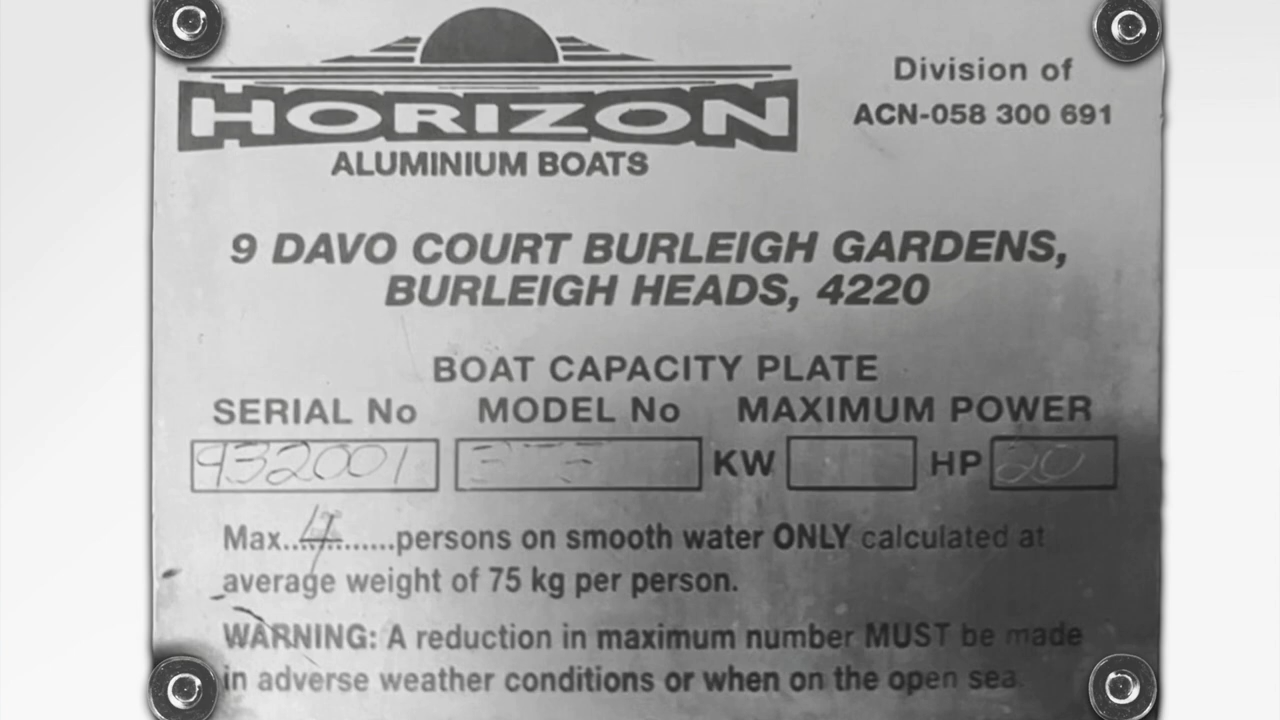 HORIZON
ALUMINIUM BOATS
Division of
ACN-058 300 691
9 DAVO COURT BURLEIGH GARDENS,
BURLEIGH HEADS, 4220
BOAT CAPACITY PLATE
SERIAL No MODEL No MAXIMUM POWER
932001 KW HP 20
Max...4.......persons on smooth water ONLY calculated at
average weight of 75 kg per person.
WARNING: A reduction in maximum number MUST be made
in adverse weather conditions or when on the open sea